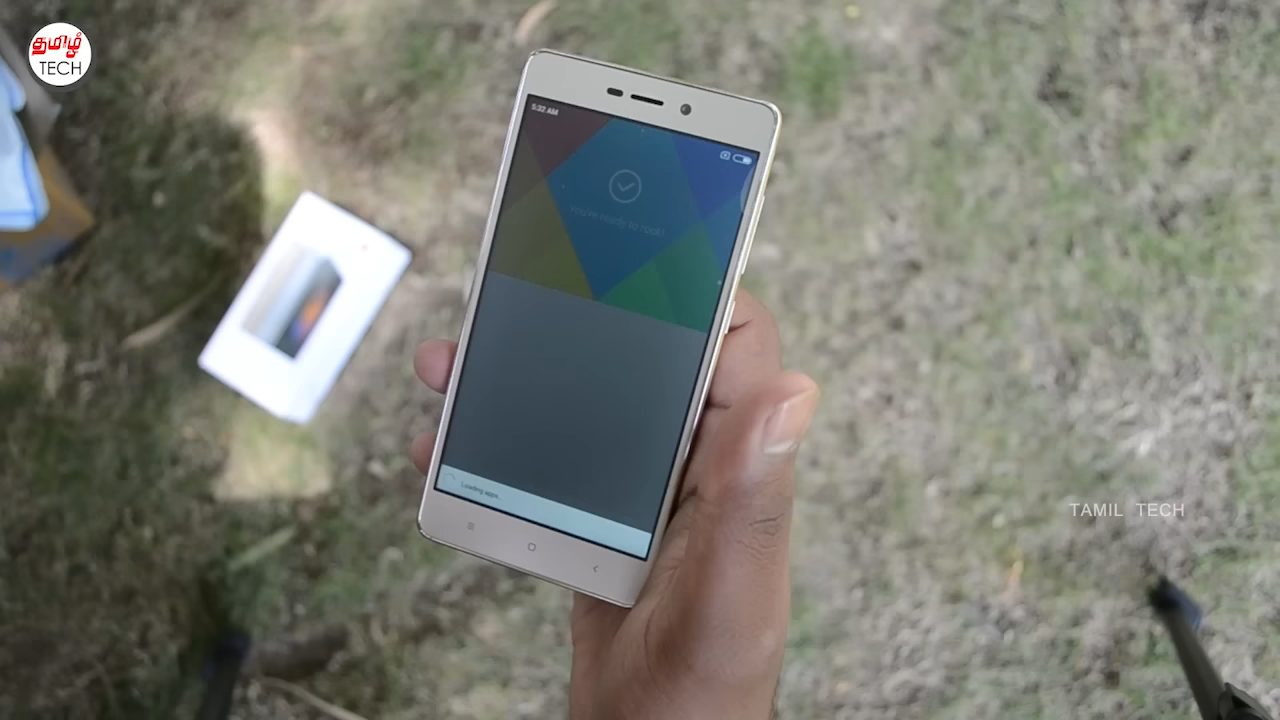 தமிழ்
TECH
5:32 AM
You're ready to rock!
Loading apps...
TAMIL TECH